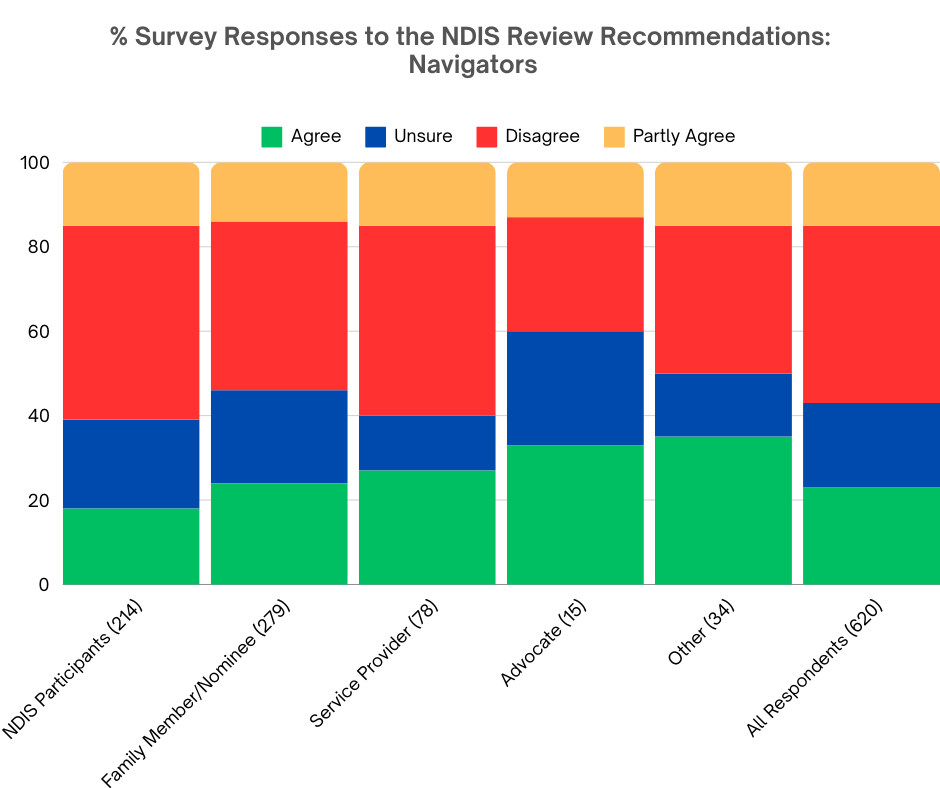 % Survey Responses to the NDIS Review Recommendations:
Navigators
Agree Unsure Disagree Partly Agree
100
80
60
40
20
0
NDIS Participants (214)
Family Member/Nominee (279)
Service Provider (78)
Advocate (15)
Other (34)
All Respondents (620)